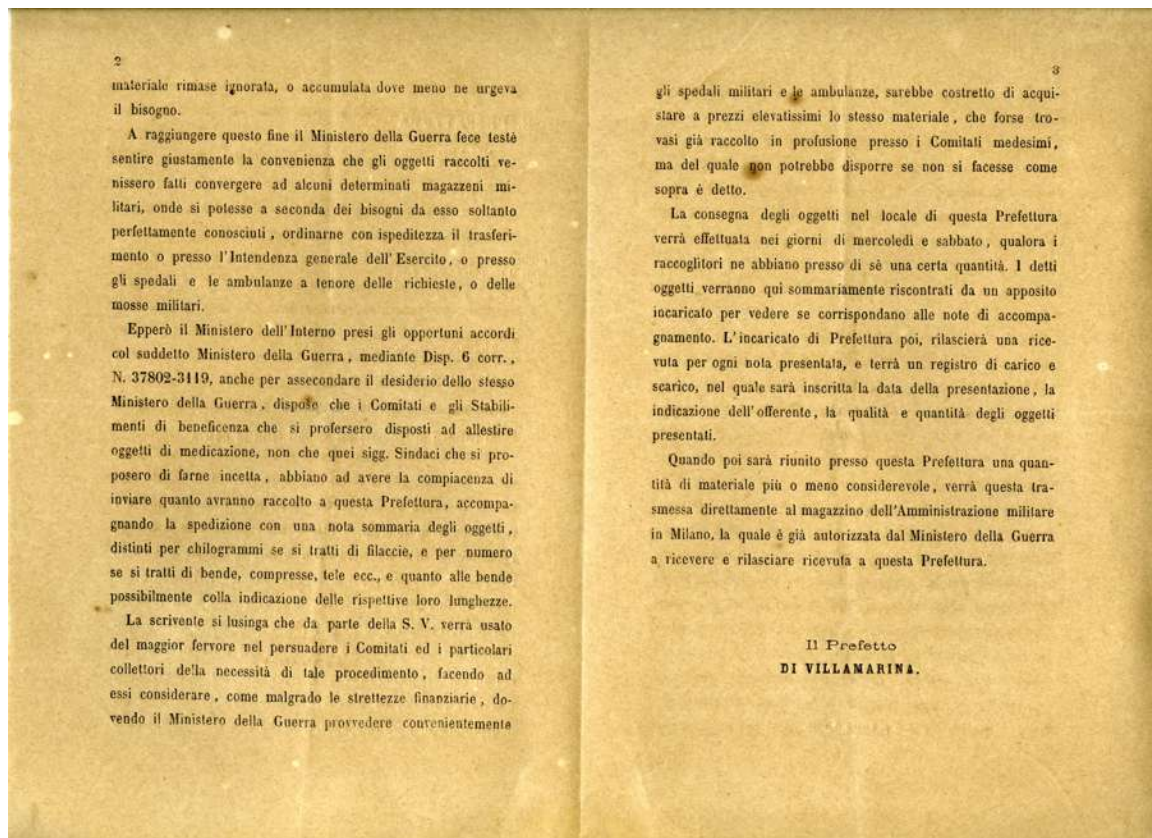 2
materiale rimase ignorata, o accumulata dove meno ne urgeva
il bisogno.
A raggiungere questo fine il Ministero della Guerra fece testè
sentire giustamente la convenienza che gli oggetti raccolti ve-
nissero fatti convergere ad alcuni determinati magazzeni mi-
litari, onde si potesse a seconda dei bisogni da esso soltanto
perfettamente conosciuti, ordinarne con ispeditezza il trasferi-
mento o presso l'Intendenza generale dell'Esercito, o presso
gli spedali e le ambulanze a tenore delle richieste, o delle
mosse militari.
Epperò il Ministero dell'Interno presi gli opportuni accordi
col suddetto Ministero della Guerra, mediante Disp. 6 corr.,
N. 37802-3119, anche per assecondare il desiderio dello stesso
Ministero della Guerra, dispose che i Comitati e gli Stabili-
menti di beneficenza che si profersero disposti ad allestire
oggetti di medicazione, non che quei sigg. Sindaci che si pro-
posero di farne incetta, abbiano ad avere la compiacenza di
inviare quanto avranno raccolto a questa Prefettura, accompa-
gnando la spedizione con una nota sommaria degli oggetti,
distinti per chilogrammi se si tratti di filaccie, e per numero
se si tratti di bende, compresse, tele ecc., e quanto alle bende
possibilmente colla indicazione delle rispettive loro lunghezze.
La scrivente si lusinga che da parte della S. V. verrà usato
del maggior fervore nel persuadere i Comitati ed i particolari
collettori della necessità di tale procedimento, facendo ad
essi considerare, come malgrado le strettezze finanziarie, do-
vendo il Ministero della Guerra provvedere convenientemente
3
gli spedali militari e le ambulanze, sarebbe costretto di acqui-
stare a prezzi elevatissimi lo stesso materiale, che forse tro-
vasi già raccolto in profusione presso i Comitati medesimi,
ma del quale non potrebbe disporre se non si facesse come
sopra è detto.
La consegna degli oggetti nel locale di questa Prefettura
verrà effettuata nei giorni di mercoledì e sabbato, qualora i
raccoglitori ne abbiano presso di sè una certa quantità. I detti
oggetti verranno qui sommariamente riscontrati da un apposito
incaricato per vedere se corrispondano alle note di accompa-
gnamento. L'incaricato di Prefettura poi, rilascierà una rice-
vuta per ogni nota presentata, e terrà un registro di carico e
scarico, nel quale sarà inscritta la data della presentazione, la
indicazione dell'offerente, la qualità e quantità degli oggetti
presentati.
Quando poi sarà riunito presso questa Prefettura una quan-
tità di materiale più o meno considerevole, verrà questa tra-
smessa direttamente al magazzino dell'Amministrazione militare
in Milano, la quale è già autorizzata dal Ministero della Guerra
a ricevere e rilasciare ricevuta a questa Prefettura.
Il Prefetto
DI VILLAMARINA.